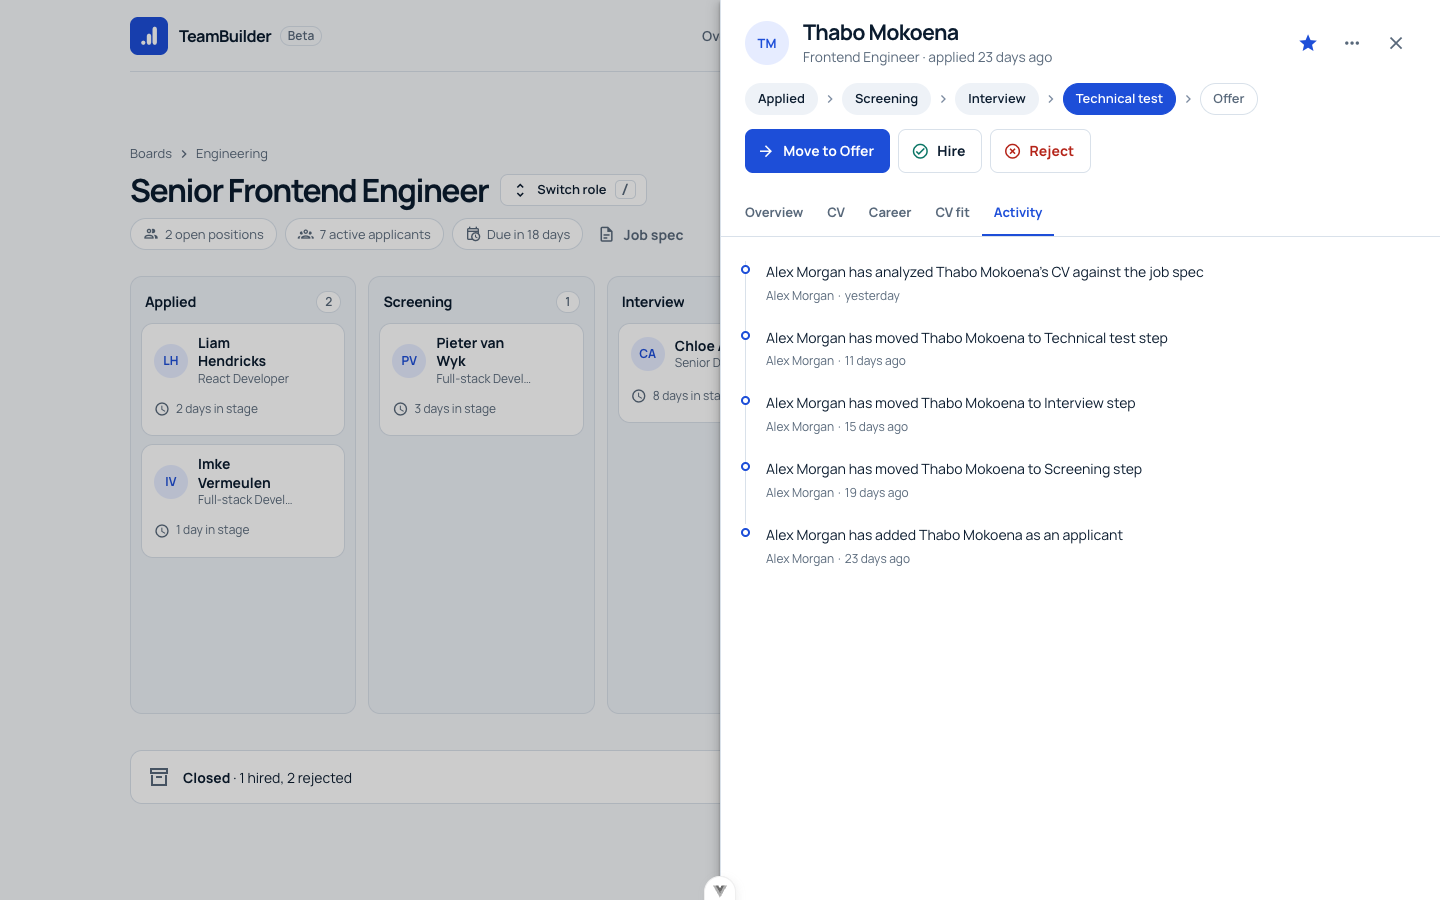 TeamBuilder Beta
Ov
Boards > Engineering
Senior Frontend Engineer
Switch role /
2 open positions
7 active applicants
Due in 18 days
Job spec
Applied 2
LH
Liam
Hendricks
React Developer
2 days in stage
IV
Imke
Vermeulen
Full-stack Devel...
1 day in stage
Screening 1
PV
Pieter van
Wyk
Full-stack Devel...
3 days in stage
Interview
CA
Chloe
Senior D
8 days in sta
Closed · 1 hired, 2 rejected
TM
Thabo Mokoena
Frontend Engineer · applied 23 days ago
Applied > Screening > Interview > Technical test > Offer
Move to Offer
Hire
Reject
Overview CV Career CV fit Activity
Alex Morgan has analyzed Thabo Mokoena's CV against the job spec
Alex Morgan · yesterday
Alex Morgan has moved Thabo Mokoena to Technical test step
Alex Morgan · 11 days ago
Alex Morgan has moved Thabo Mokoena to Interview step
Alex Morgan · 15 days ago
Alex Morgan has moved Thabo Mokoena to Screening step
Alex Morgan · 19 days ago
Alex Morgan has added Thabo Mokoena as an applicant
Alex Morgan · 23 days ago